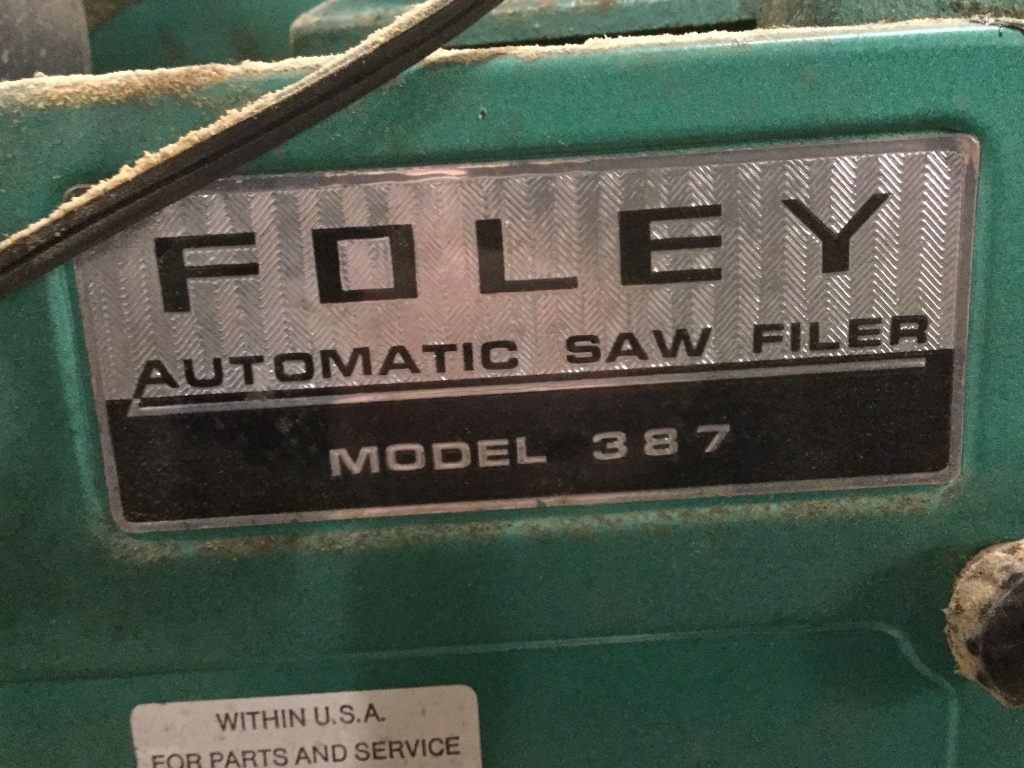 FOLEY
AUTOMATIC SAW FILER
MODEL 387
WITHIN U.S.A.
FOR PARTS AND SERVICE